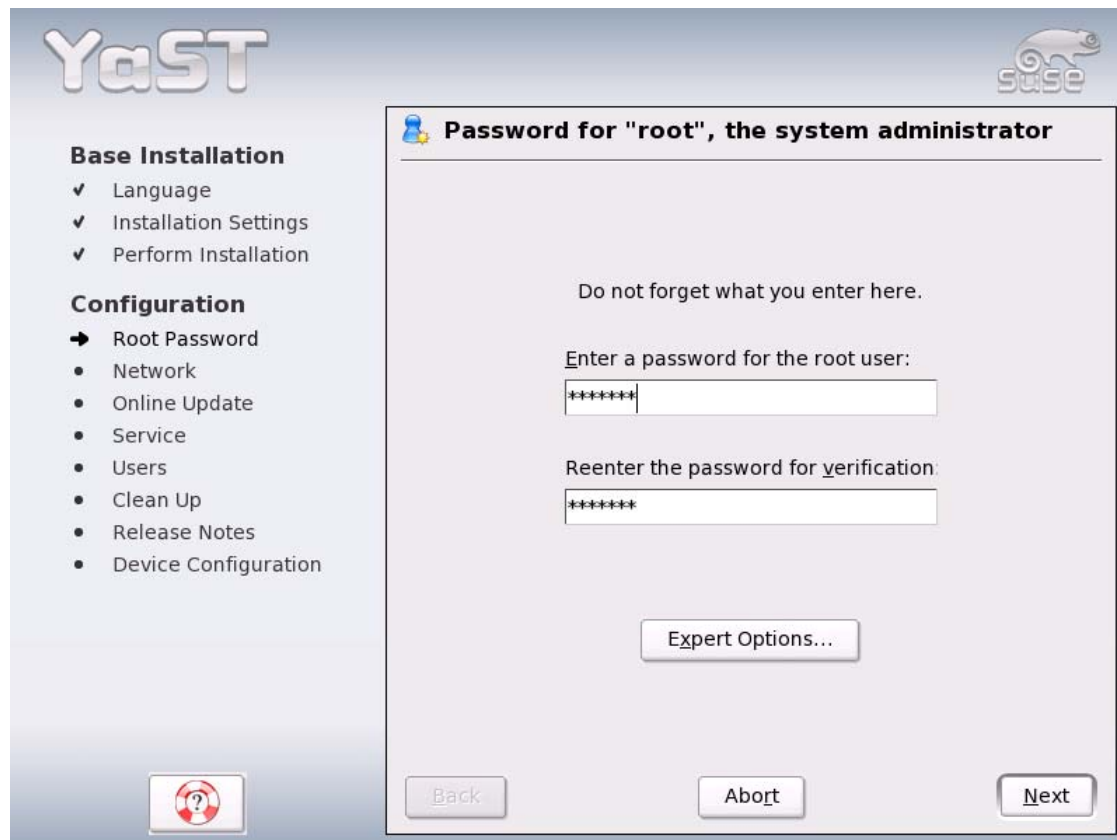 YaST
SUSE
Base Installation
Language
Installation Settings
Perform Installation
Configuration
Root Password
Network
Online Update
Service
Users
Clean Up
Release Notes
Device Configuration
Password for "root", the system administrator
Do not forget what you enter here.
Enter a password for the root user:
*******
Reenter the password for verification:
*******
Expert Options...
?
Back
Abort
Next